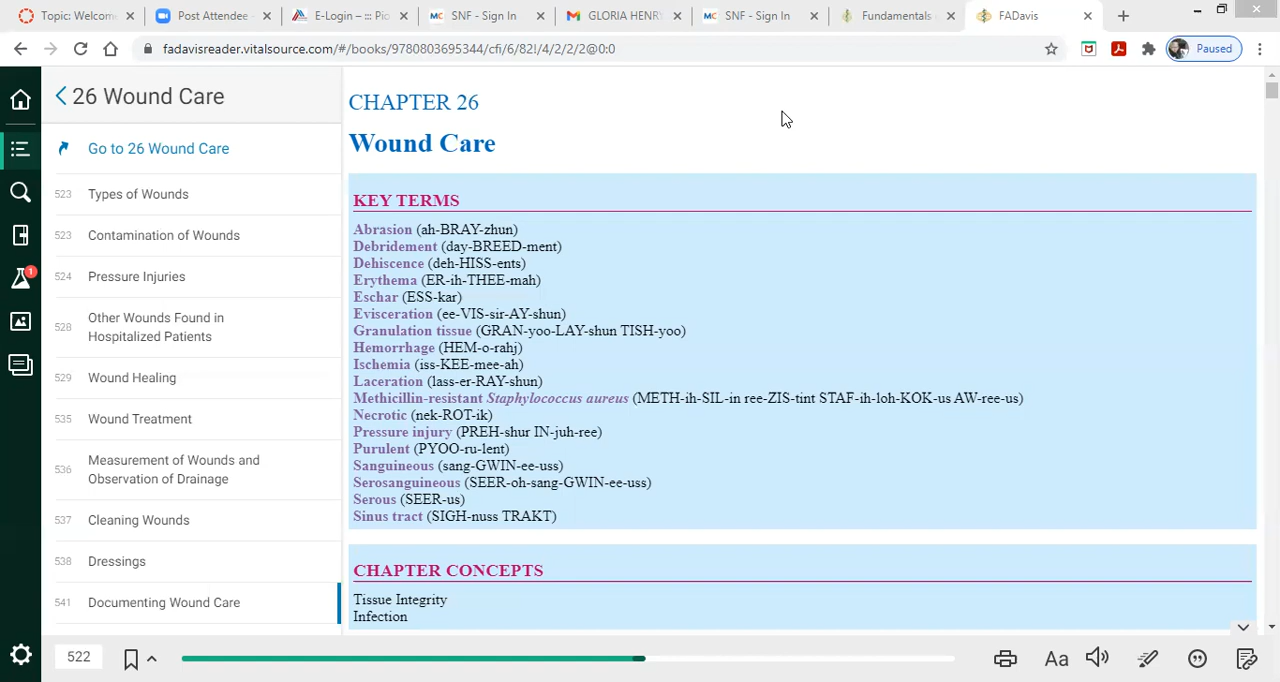 Topic: Welcome
Post Attendee -
E-Login – ::: Pio
SNF - Sign In
GLORIA HENRY
SNF - Sign In
Fundamentals
FADavis
fadavisreader.vitalsource.com/#/books/9780803695344/cfi/6/82!/4/2/2/2@0:0
Paused
26 Wound Care
Go to 26 Wound Care
523 Types of Wounds
523 Contamination of Wounds
524 Pressure Injuries
528 Other Wounds Found in
Hospitalized Patients
529 Wound Healing
535 Wound Treatment
536 Measurement of Wounds and
Observation of Drainage
537 Cleaning Wounds
538 Dressings
541 Documenting Wound Care
1
CHAPTER 26
Wound Care
KEY TERMS
Abrasion (ah-BRAY-zhun)
Debridement (day-BREED-ment)
Dehiscence (deh-HISS-ents)
Erythema (ER-ih-THEE-mah)
Eschar (ESS-kar)
Evisceration (ee-VIS-sir-AY-shun)
Granulation tissue (GRAN-yoo-LAY-shun TISH-yoo)
Hemorrhage (HEM-o-rahj)
Ischemia (iss-KEE-mee-ah)
Laceration (lass-er-RAY-shun)
Methicillin-resistant Staphylococcus aureus (METH-ih-SIL-in ree-ZIS-tint STAF-ih-loh-KOK-us AW-ree-us)
Necrotic (nek-ROT-ik)
Pressure injury (PREH-shur IN-juh-ree)
Purulent (PYOO-ru-lent)
Sanguineous (sang-GWIN-ee-uss)
Serosanguineous (SEER-oh-sang-GWIN-ee-uss)
Serous (SEER-us)
Sinus tract (SIGH-nuss TRAKT)
CHAPTER CONCEPTS
Tissue Integrity
Infection
522
Aa